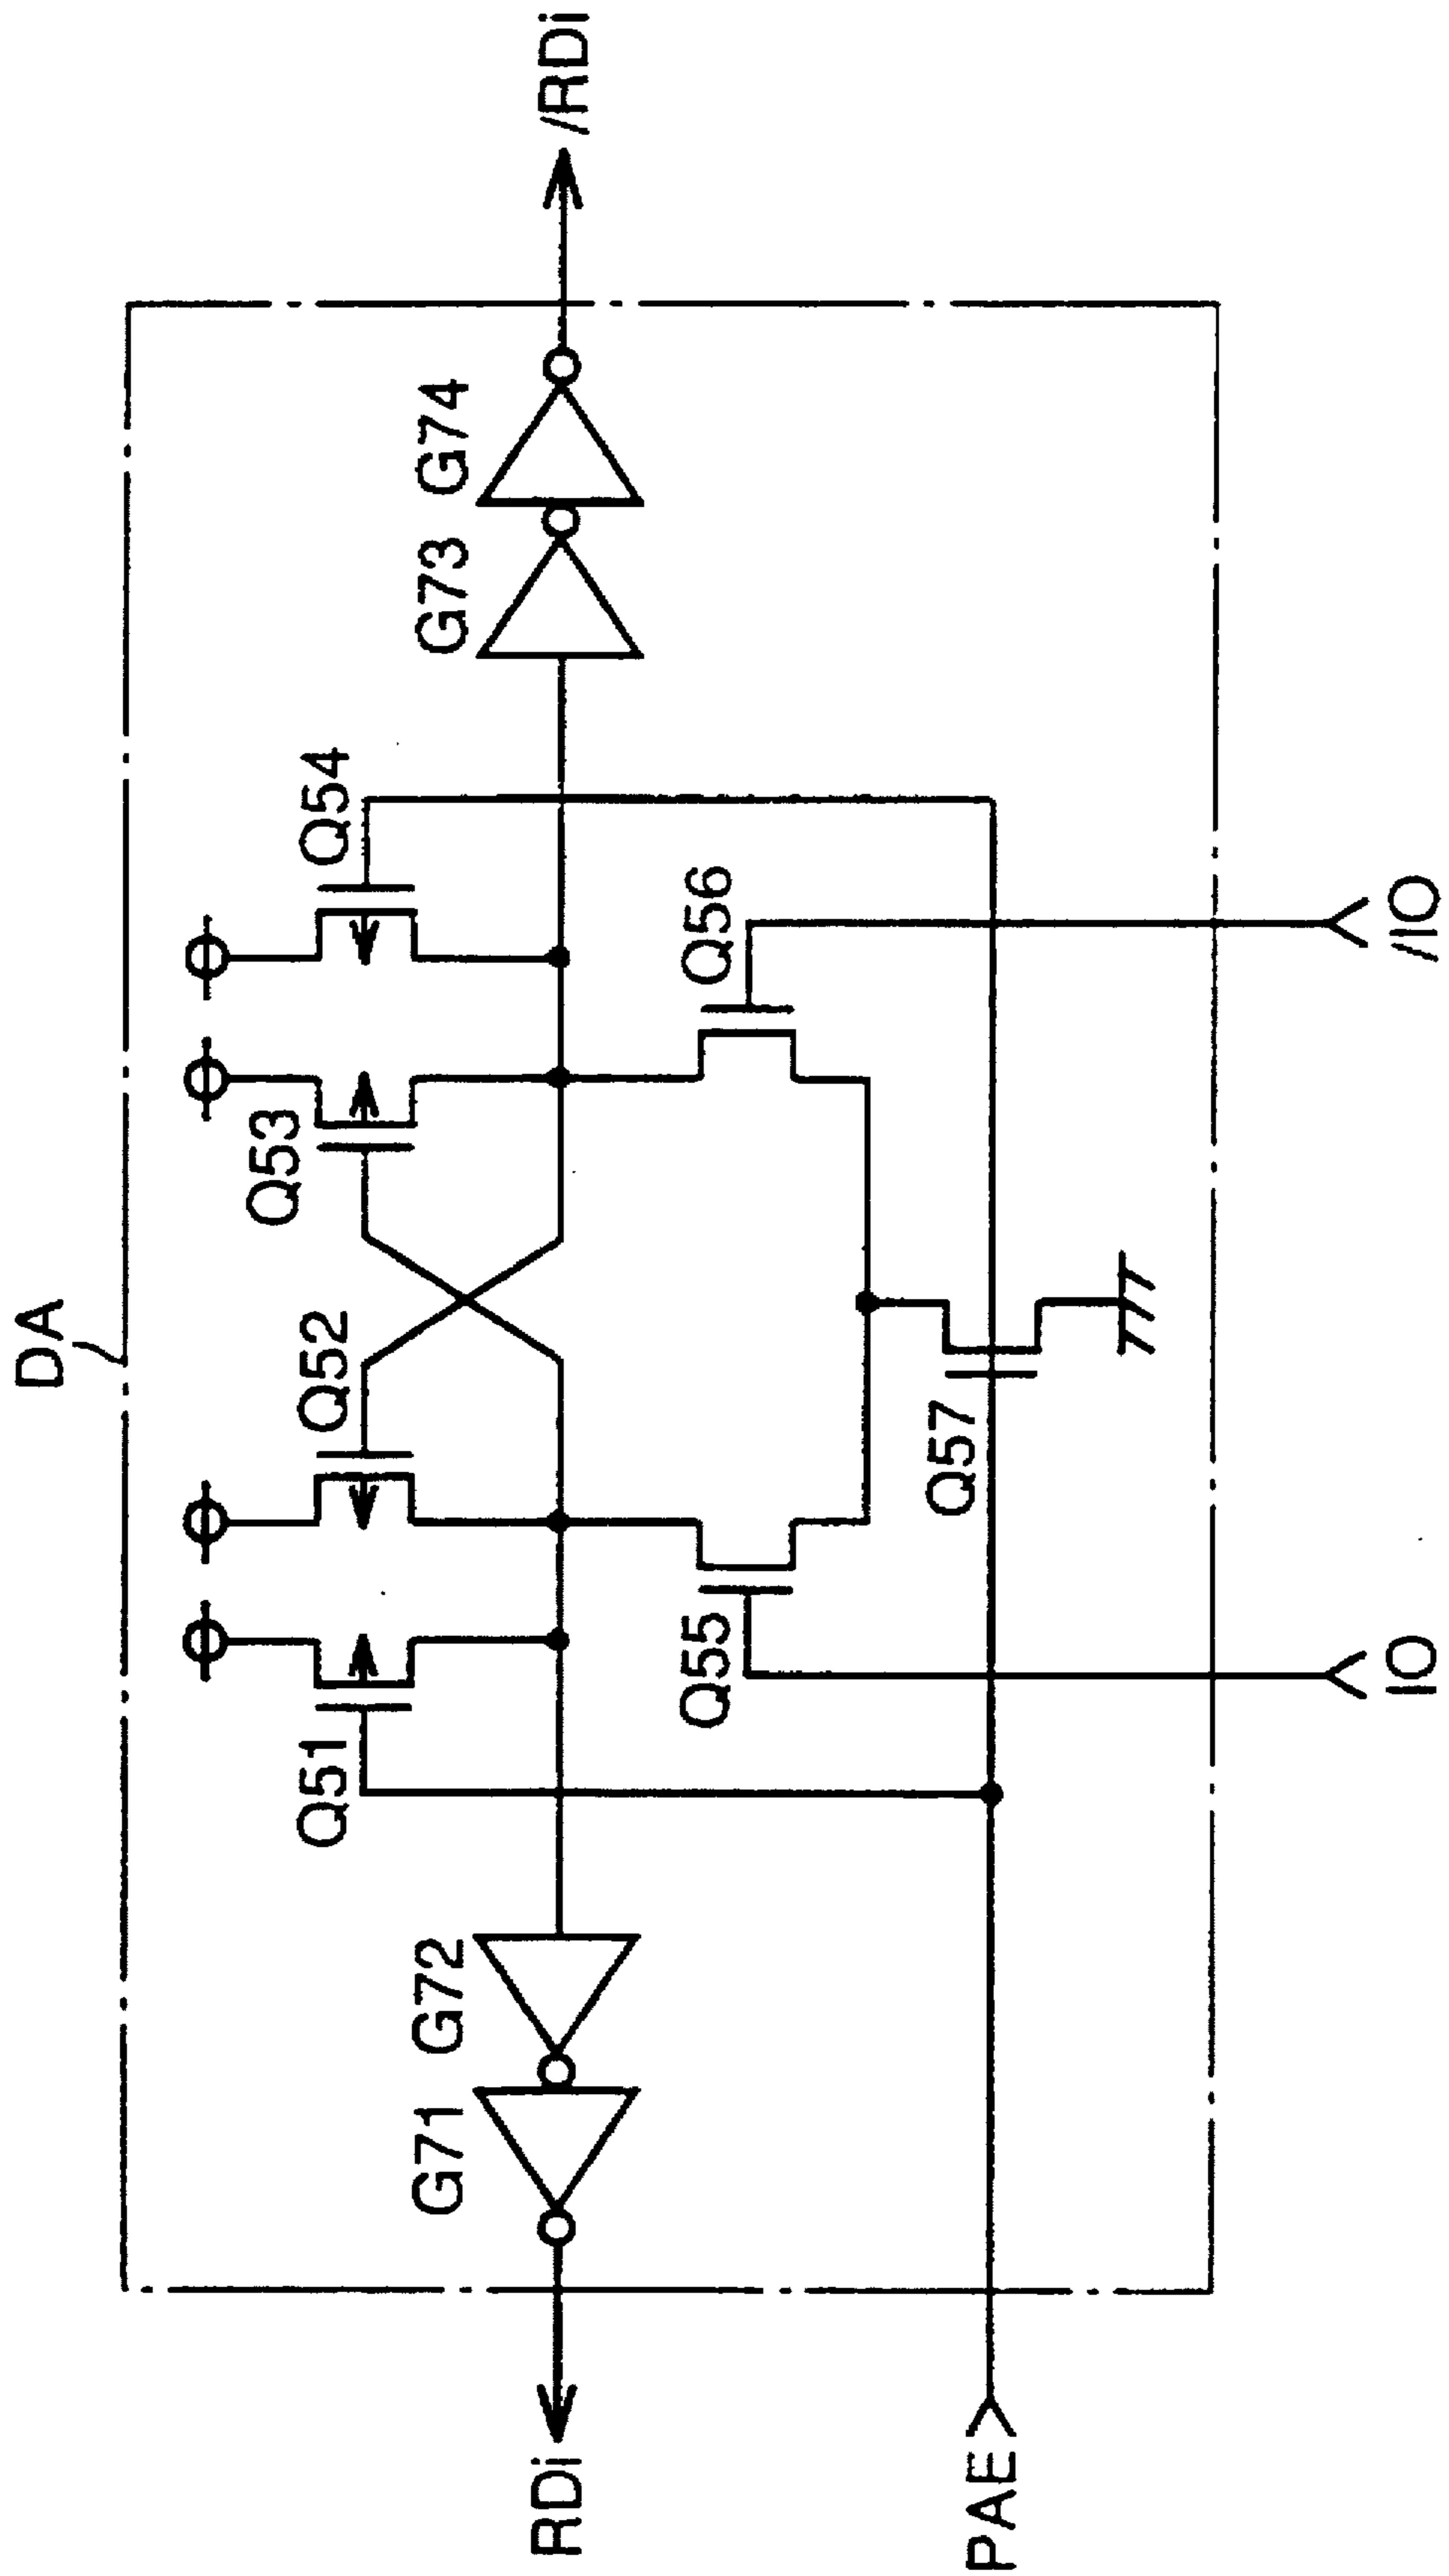 DA
Q51
Q52
Q53
Q54
G71
G72
G73
G74
RDi
/RDi
Q55
Q56
Q57
PAE
IO
/IO